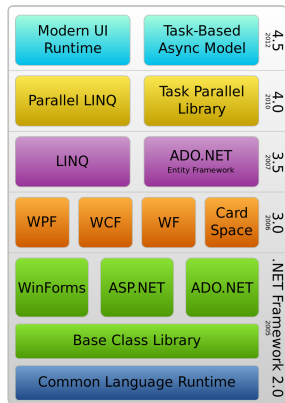 Modern UI
Runtime
Task-Based
Async Model
4.5
2012
Parallel LINQ
Task Parallel
Library
4.0
2010
LINQ
ADO.NET
Entity Framework
3.5
2007
WPF
WCF
WF
Card
Space
3.0
2006
WinForms
ASP.NET
ADO.NET
Base Class Library
Common Language Runtime
.NET Framework 2.0
2005